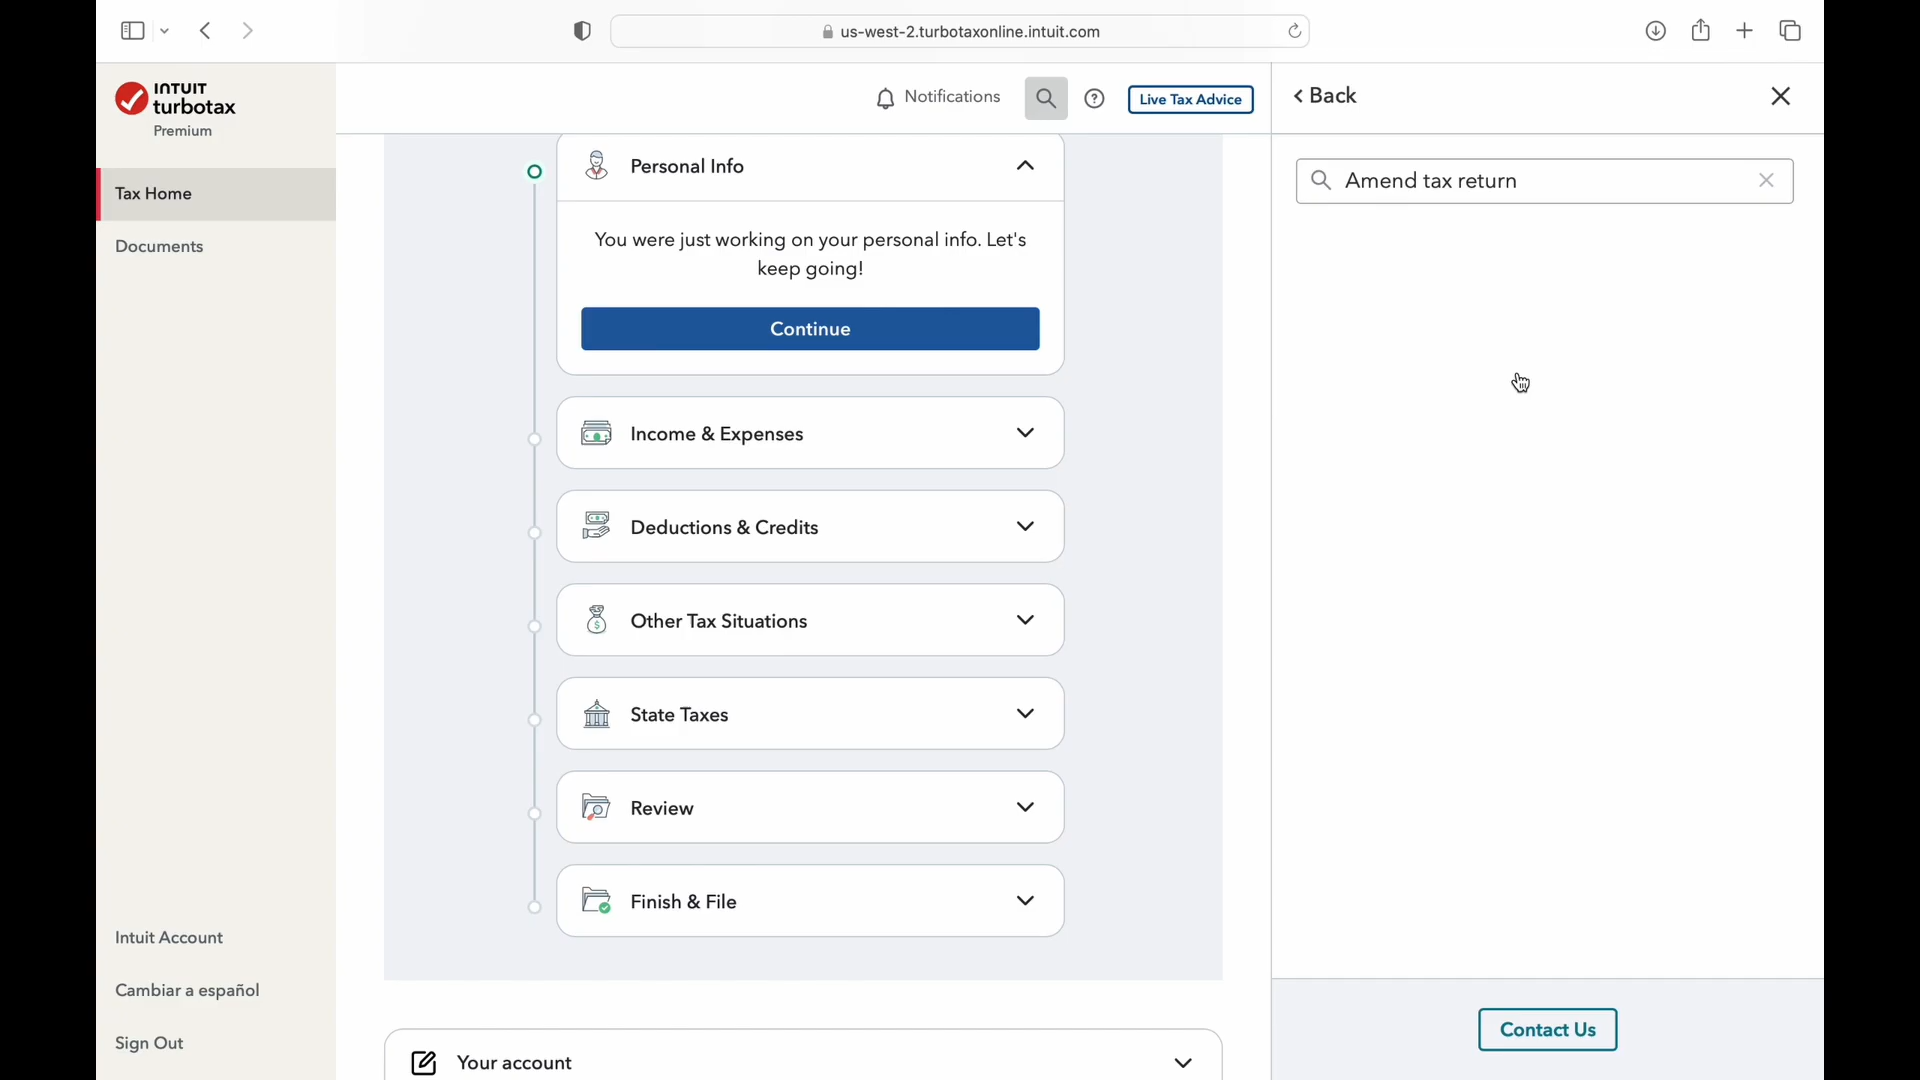 us-west-2.turbotaxonline.intuit.com
INTUIT
turbotax
Premium
Tax Home
Documents
Intuit Account
Cambiar a español
Sign Out
Notifications
Live Tax Advice
Personal Info
You were just working on your personal info. Let's
keep going!
Continue
Income & Expenses
Deductions & Credits
Other Tax Situations
State Taxes
Review
Finish & File
Your account
Back
Amend tax return
Contact Us